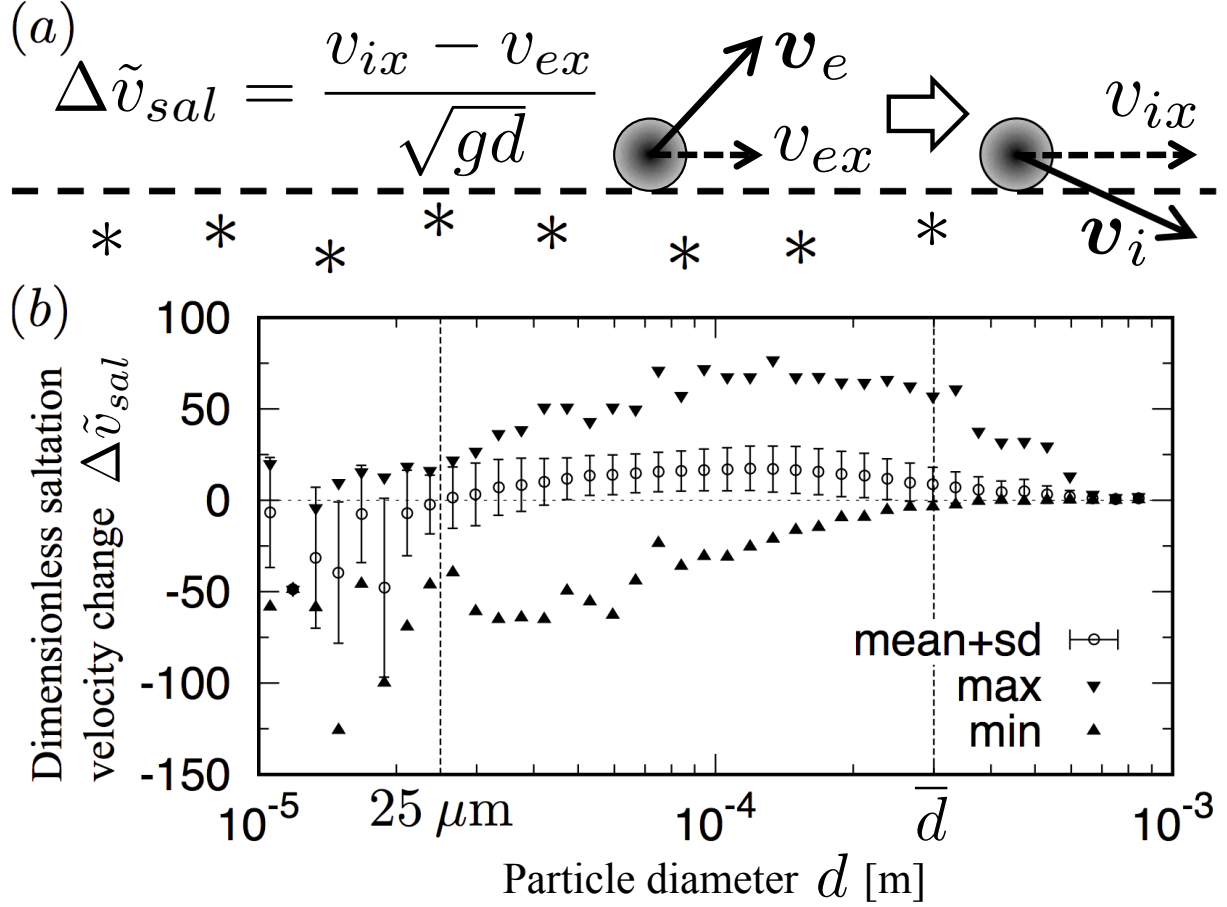 (a)
Δṽ_sal = (v_ix − v_ex) / √gd
v_e
v_ex
v_ix
v_i
* * * * * * * *
(b)
Dimensionless saltation
velocity change Δṽ_sal
100
50
0
-50
-100
-150
mean+sd
max
min
10^-5
25 μm
10^-4
d̅
10^-3
Particle diameter d [m]